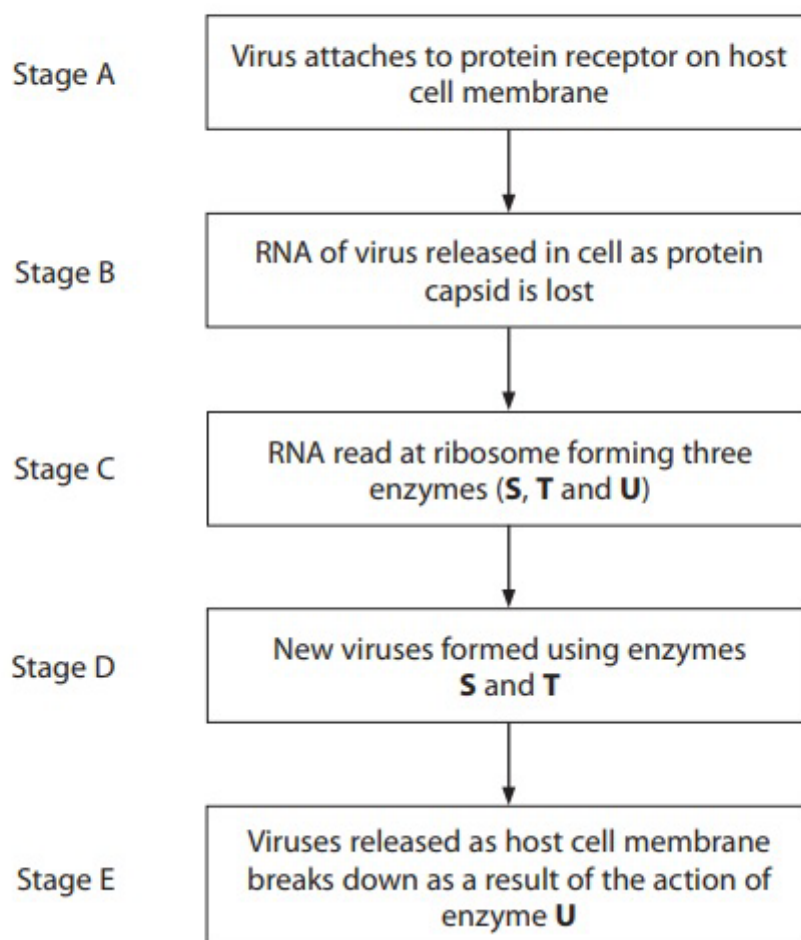 Stage A
Virus attaches to protein receptor on host
cell membrane
Stage B
RNA of virus released in cell as protein
capsid is lost
Stage C
RNA read at ribosome forming three
enzymes (S, T and U)
Stage D
New viruses formed using enzymes
S and T
Stage E
Viruses released as host cell membrane
breaks down as a result of the action of
enzyme U